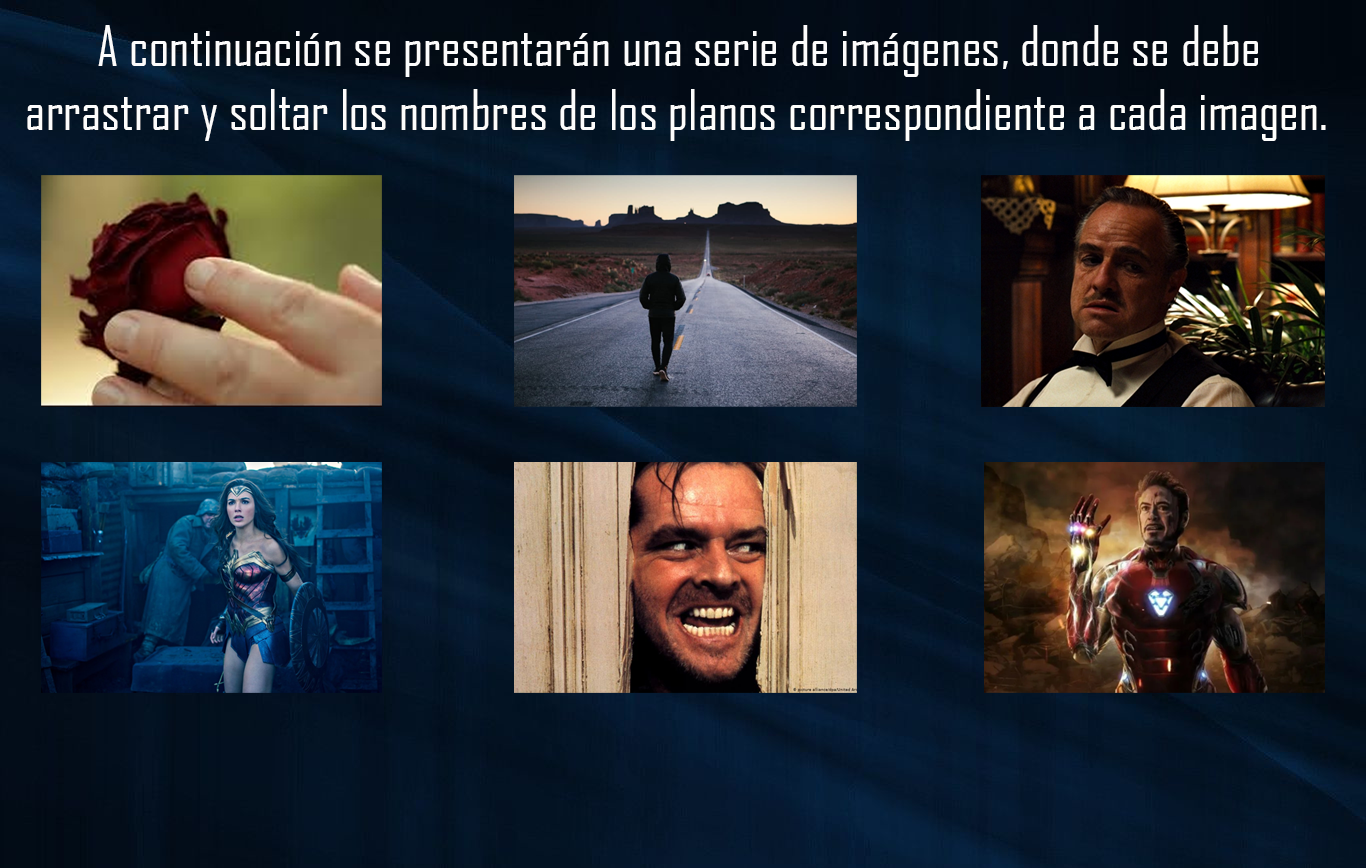 A continuación se presentarán una serie de imágenes, donde se debe
arrastrar y soltar los nombres de los planos correspondiente a cada imagen.